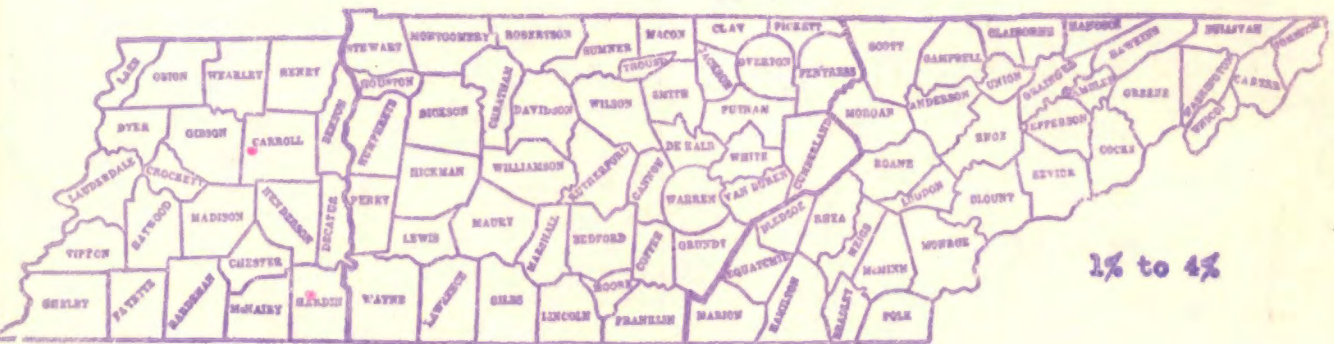 STEWART MONTGOMERY ROBERTSON SUMNER MACON CLAY PICKETT SCOTT CAMPBELL CLAIBORNE HANCOCK HAWKINS SULLIVAN JOHNSON
LAKE OBION WEAKLEY HENRY HOUSTON TROUSD JACKSON OVERTON FENTRESS UNION GRAINGER HAMBLEN GREENE WASHINGTON CARTER UNICOI
DYER GIBSON CARROLL BENTON HUMPHREYS DICKSON CHEATHAM DAVIDSON WILSON SMITH PUTNAM MORGAN ANDERSON KNOX JEFFERSON COCKE
LAUDERDALE CROCKETT HICKMAN WILLIAMSON RUTHERFORD CANNON DE KALB WHITE CUMBERLAND ROANE LOUDON BLOUNT SEVIER
TIPTON HAYWOOD MADISON HENDERSON DECATUR PERRY LEWIS MAURY MARSHALL BEDFORD COFFEE WARREN VAN BUREN BLEDSOE RHEA MEIGS MONROE
CHESTER GRUNDY SEQUATCHIE McMINN
1% to 4%
SHELBY FAYETTE HARDEMAN McNAIRY HARDIN WAYNE LAWRENCE GILES LINCOLN MOORE FRANKLIN MARION HAMILTON BRADLEY POLK